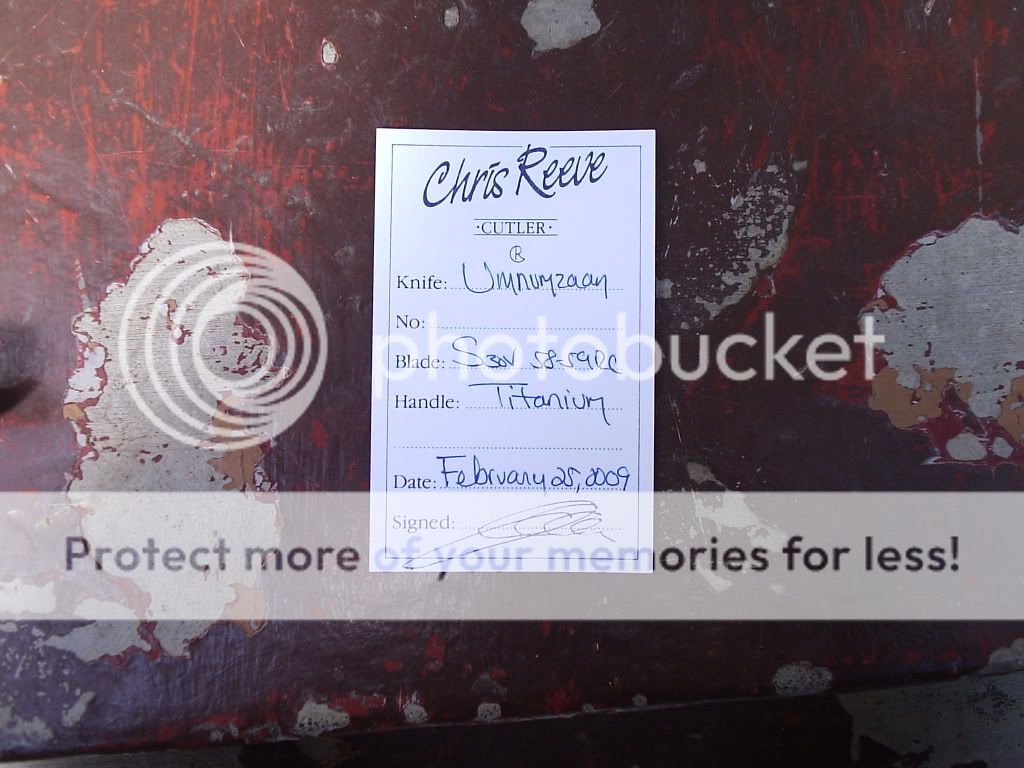 Chris Reeve
·CUTLER·
R
Knife: Umnumzaan
No:
Blade: S30V 58-59RC
Handle: Titanium
Date: February 25, 2009
Signed:
photobucket
Protect more of your memories for less!